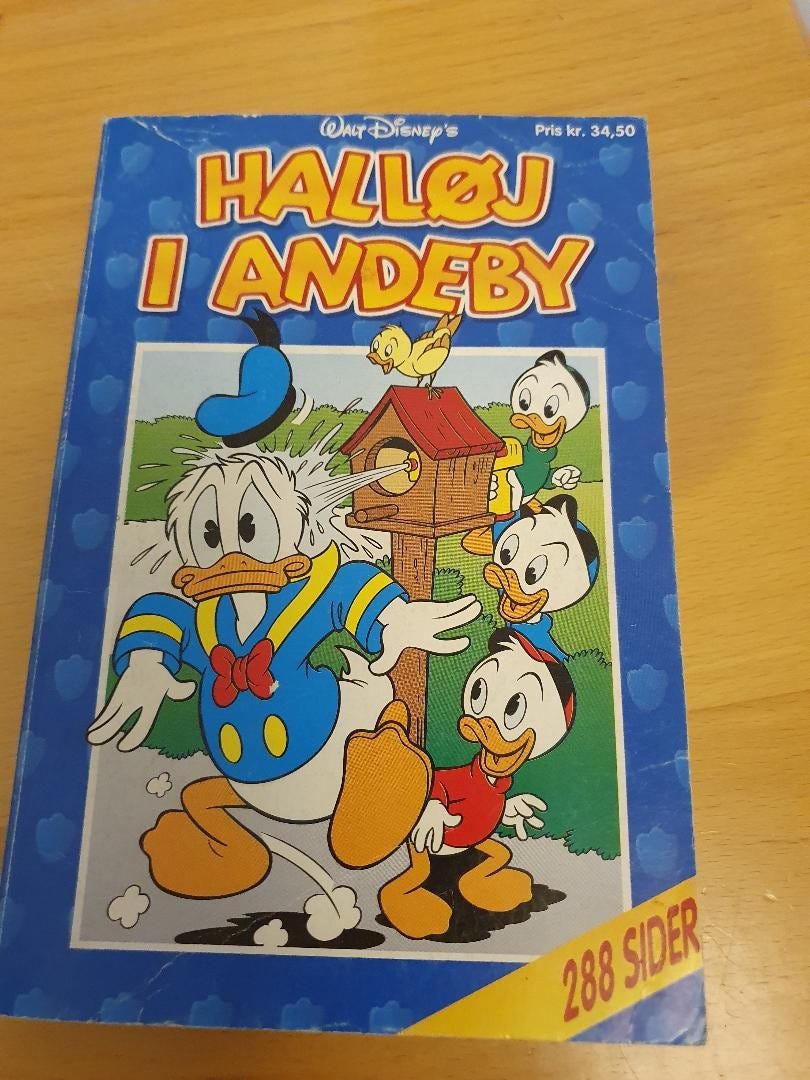 Walt Disney's
Pris kr. 34,50
HALLØJ
I ANDEBY
288 SIDER